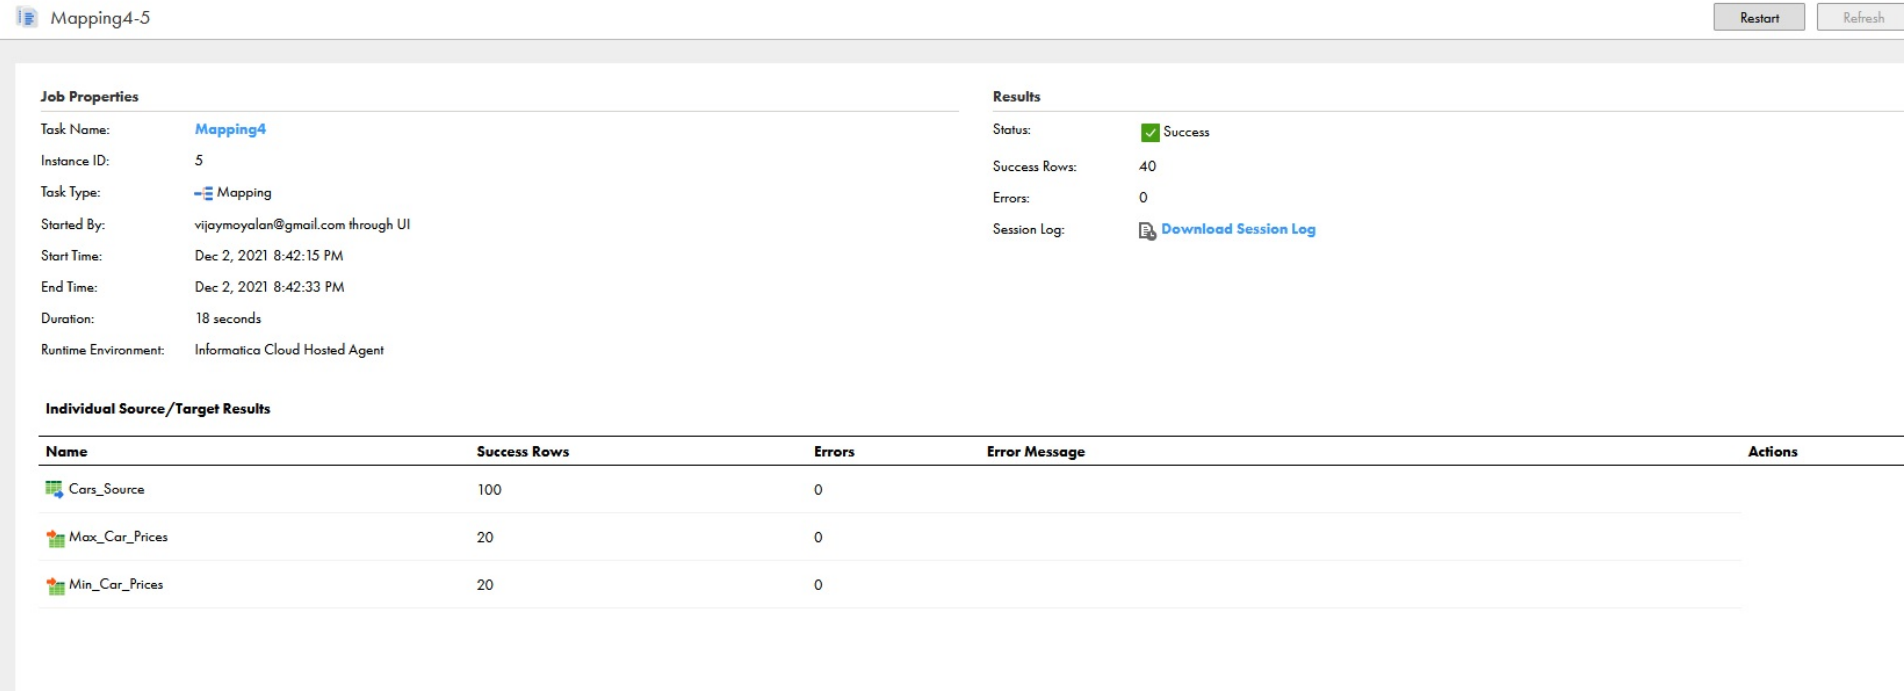 Mapping4-5
Restart
Refresh
Job Properties
Task Name: Mapping4
Instance ID: 5
Task Type: Mapping
Started By: vijaymoyalan@gmail.com through UI
Start Time: Dec 2, 2021 8:42:15 PM
End Time: Dec 2, 2021 8:42:33 PM
Duration: 18 seconds
Runtime Environment: Informatica Cloud Hosted Agent
Results
Status: Success
Success Rows: 40
Errors: 0
Session Log: Download Session Log
Individual Source/Target Results
Name Success Rows Errors Error Message Actions
Cars_Source 100 0
Max_Car_Prices 20 0
Min_Car_Prices 20 0